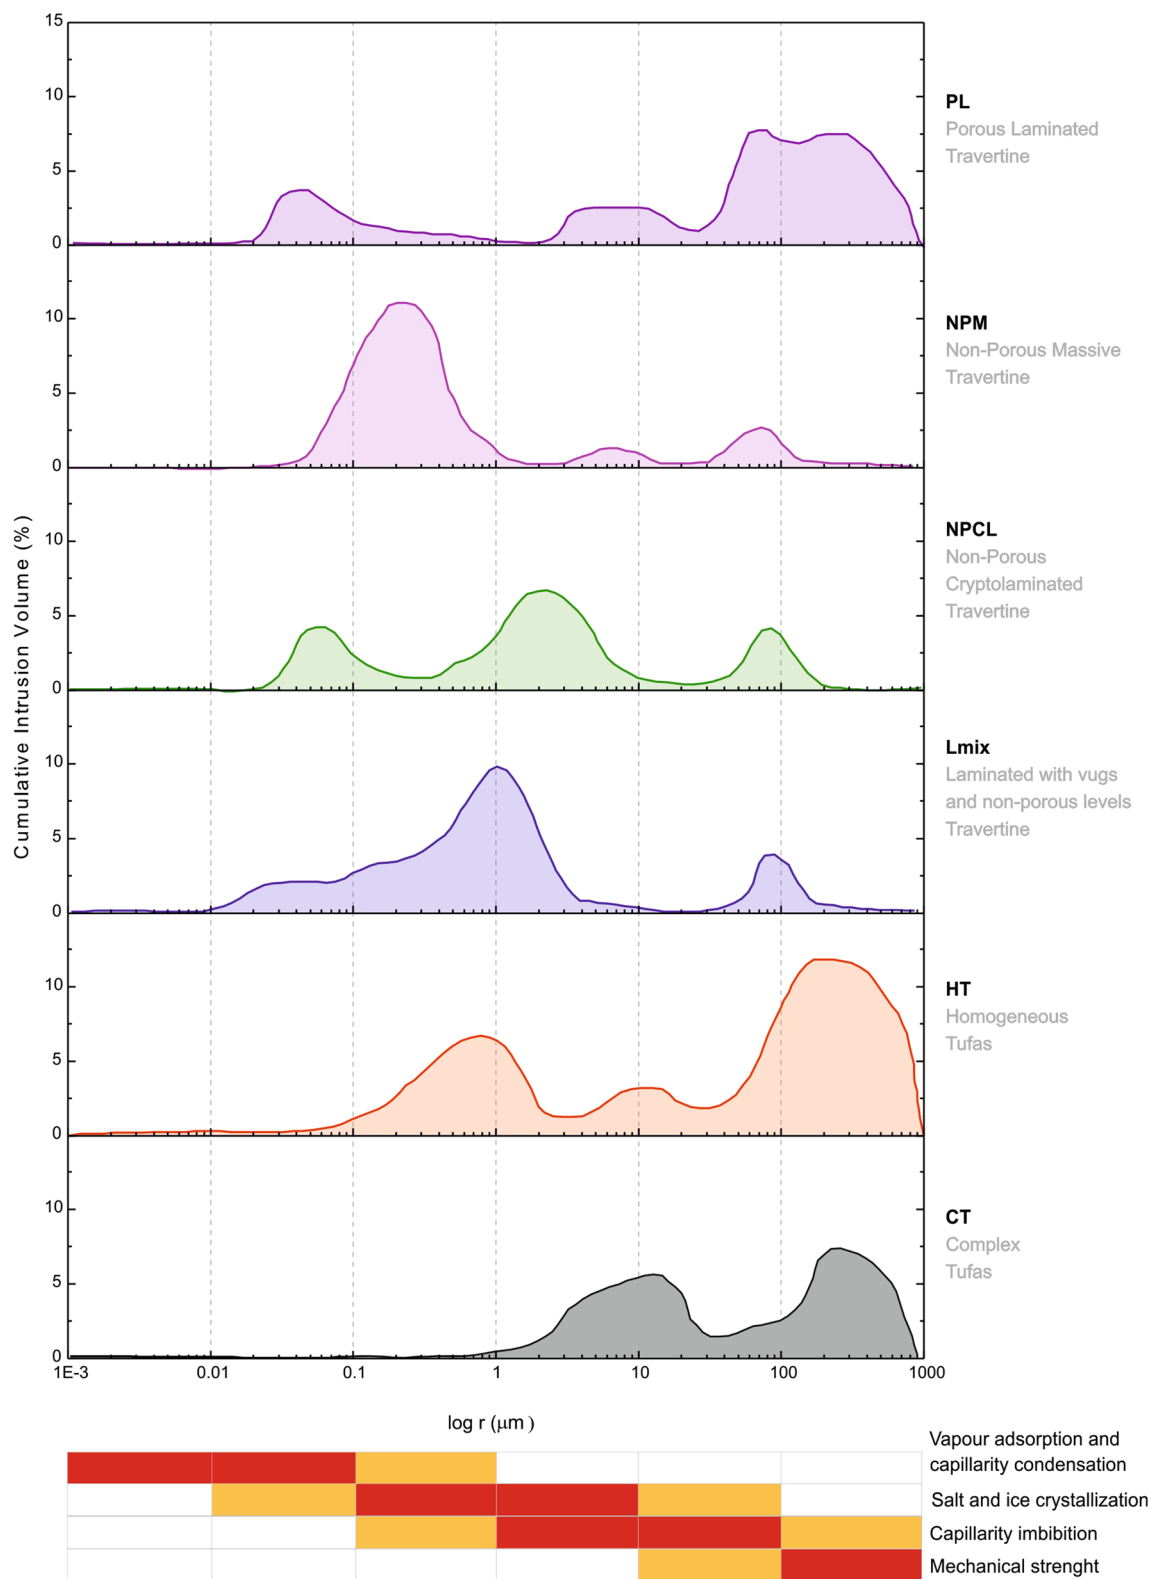 15
10
5
0
PL
Porous Laminated
Travertine
10
5
0
NPM
Non-Porous Massive
Travertine
10
5
0
NPCL
Non-Porous
Cryptolaminated
Travertine
10
5
0
Lmix
Laminated with vugs
and non-porous levels
Travertine
10
5
0
HT
Homogeneous
Tufas
10
5
0
CT
Complex
Tufas
Cumulative Intrusion Volume (%)
1E-3 0.01 0.1 1 10 100 1000
log r (μm)
Vapour adsorption and
capillarity condensation
Salt and ice crystallization
Capillarity imbibition
Mechanical strenght